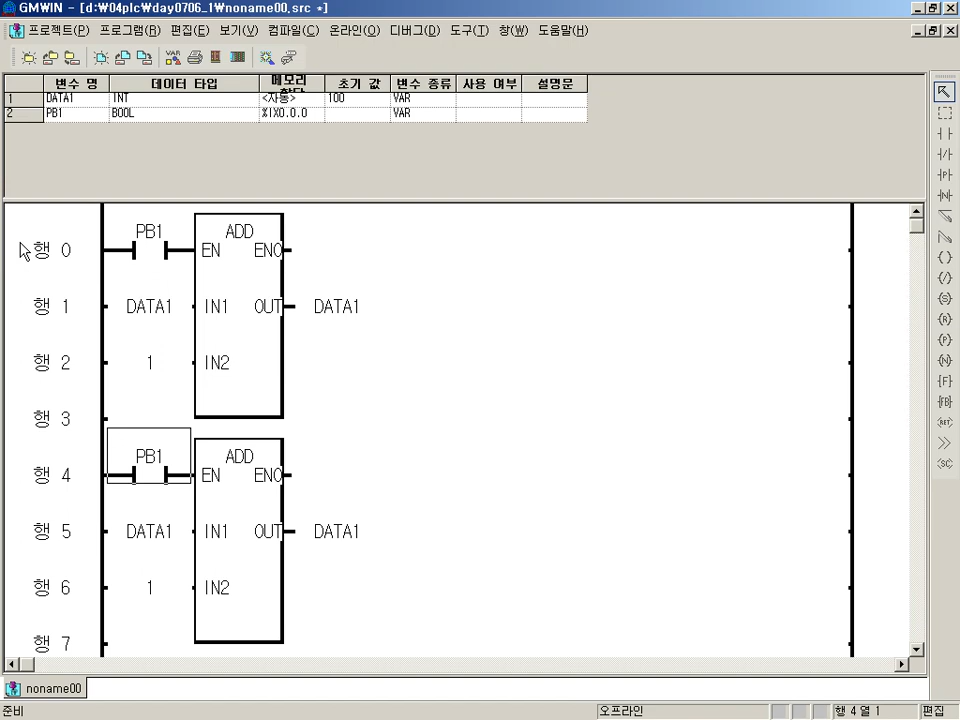 GMWIN - [d:₩04plc₩day0706_1₩noname00,src *]
프로젝트(P) 프로그램(R) 편집(E) 보기(V) 컴파일(C) 온라인(O) 디버그(D) 도구(T) 창(W) 도움말(H)
변수 명 데이터 타입 메모리 할당 초기 값 변수 종류 사용 여부 설명문
1 DATA1 INT <자동> 100 VAR
2 PB1 BOOL %IX0.0.0 VAR
PB1 ADD
행 0 EN ENO
행 1 DATA1 IN1 OUT DATA1
행 2 1 IN2
행 3
PB1 ADD
행 4 EN ENO
행 5 DATA1 IN1 OUT DATA1
행 6 1 IN2
행 7
noname00
준비 오프라인 행 4 열 1 편집